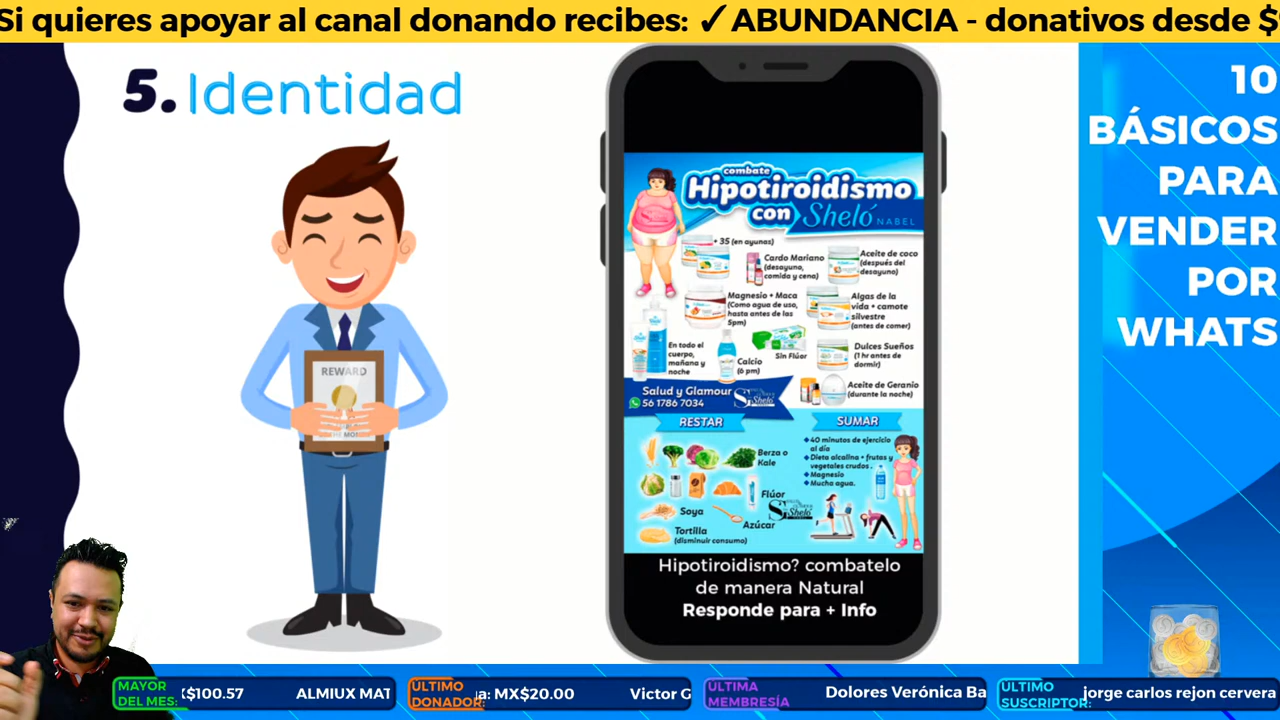 Si quieres apoyar al canal donando recibes: ✓ABUNDANCIA - donativos desde $
5. Identidad
REWARD
combate
Hipotiroidismo
con Sheló NABEL
+ 35 (en ayunas)
Cardo Mariano
(desayuno,
comida y cena)
Aceite de coco
(después del
desayuno)
Magnesio + Maca
(Como agua de uso,
hasta antes de las
5pm)
Algas de la
vida + camote
silvestre
(antes de comer)
En todo el
cuerpo,
mañana y
noche
Calcio
(6 pm)
Sin Flúor
Dulces Sueños
(1 hr antes de
dormir)
Aceite de Geranio
(durante la noche)
Salud y Glamour
56 1786 7034
Sheló
RESTAR
Berza o
Kale
Flúor
Soya
Azúcar
Tortilla
(disminuir consumo)
SUMAR
40 minutos de ejercicio
al día
Dieta alcalina + frutas y
vegetales crudos.
Magnesio
Mucha agua.
Sheló
Hipotiroidismo? combatelo
de manera Natural
Responde para + Info
10
BÁSICOS
PARA
VENDER
POR
WHATS
MAYOR
DEL MES:
$100.57 ALMIUX MAT
ÚLTIMO
DONADOR:
a: MX$20.00 Victor G
ÚLTIMA
MEMBRESÍA
Dolores Verónica Ba
ÚLTIMO
SUSCRIPTOR:
jorge carlos rejon cervera